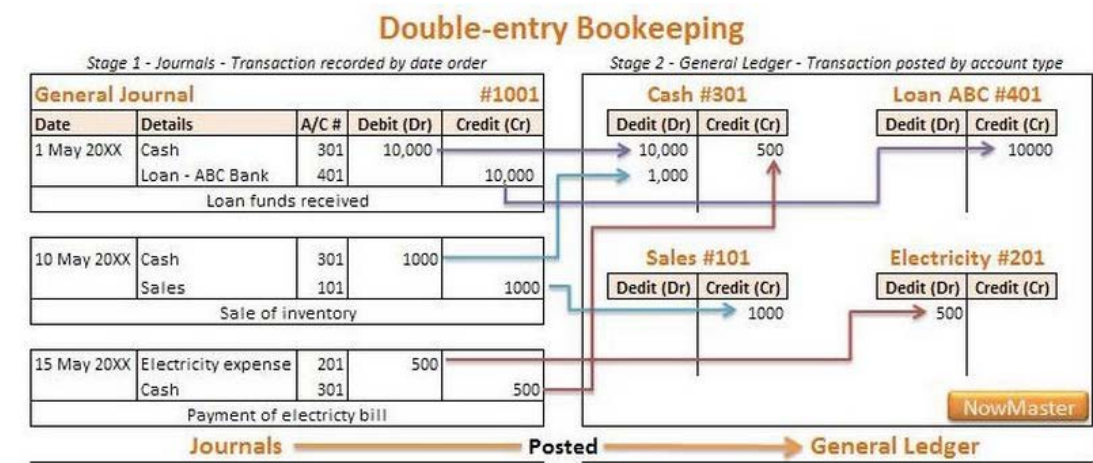 Double-entry Bookeeping
Stage 1 - Journals - Transaction recorded by date order
General Journal #1001
Date Details A/C # Debit (Dr) Credit (Cr)
1 May 20XX Cash 301 10,000
Loan - ABC Bank 401 10,000
Loan funds received
10 May 20XX Cash 301 1000
Sales 101 1000
Sale of inventory
15 May 20XX Electricity expense 201 500
Cash 301 500
Payment of electricty bill
Stage 2 - General Ledger - Transaction posted by account type
Cash #301
Dedit (Dr) Credit (Cr)
10,000 500
1,000
Loan ABC #401
Dedit (Dr) Credit (Cr)
10000
Sales #101
Dedit (Dr) Credit (Cr)
1000
Electricity #201
Dedit (Dr) Credit (Cr)
500
NowMaster
Journals Posted General Ledger